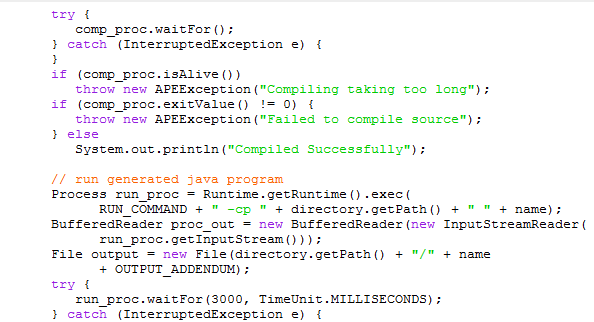 try {
comp_proc.waitFor();
} catch (InterruptedException e) {
}
if (comp_proc.isAlive())
throw new APEException("Compiling taking too long");
if (comp_proc.exitValue() != 0) {
throw new APEException("Failed to compile source");
} else
System.out.println("Compiled Successfully");
// run generated java program
Process run_proc = Runtime.getRuntime().exec(
RUN_COMMAND + " -cp " + directory.getPath() + " " + name);
BufferedReader proc_out = new BufferedReader(new InputStreamReader(
run_proc.getInputStream()));
File output = new File(directory.getPath() + "/" + name
+ OUTPUT_ADDENDUM);
try {
run_proc.waitFor(3000, TimeUnit.MILLISECONDS);
} catch (InterruptedException e) {